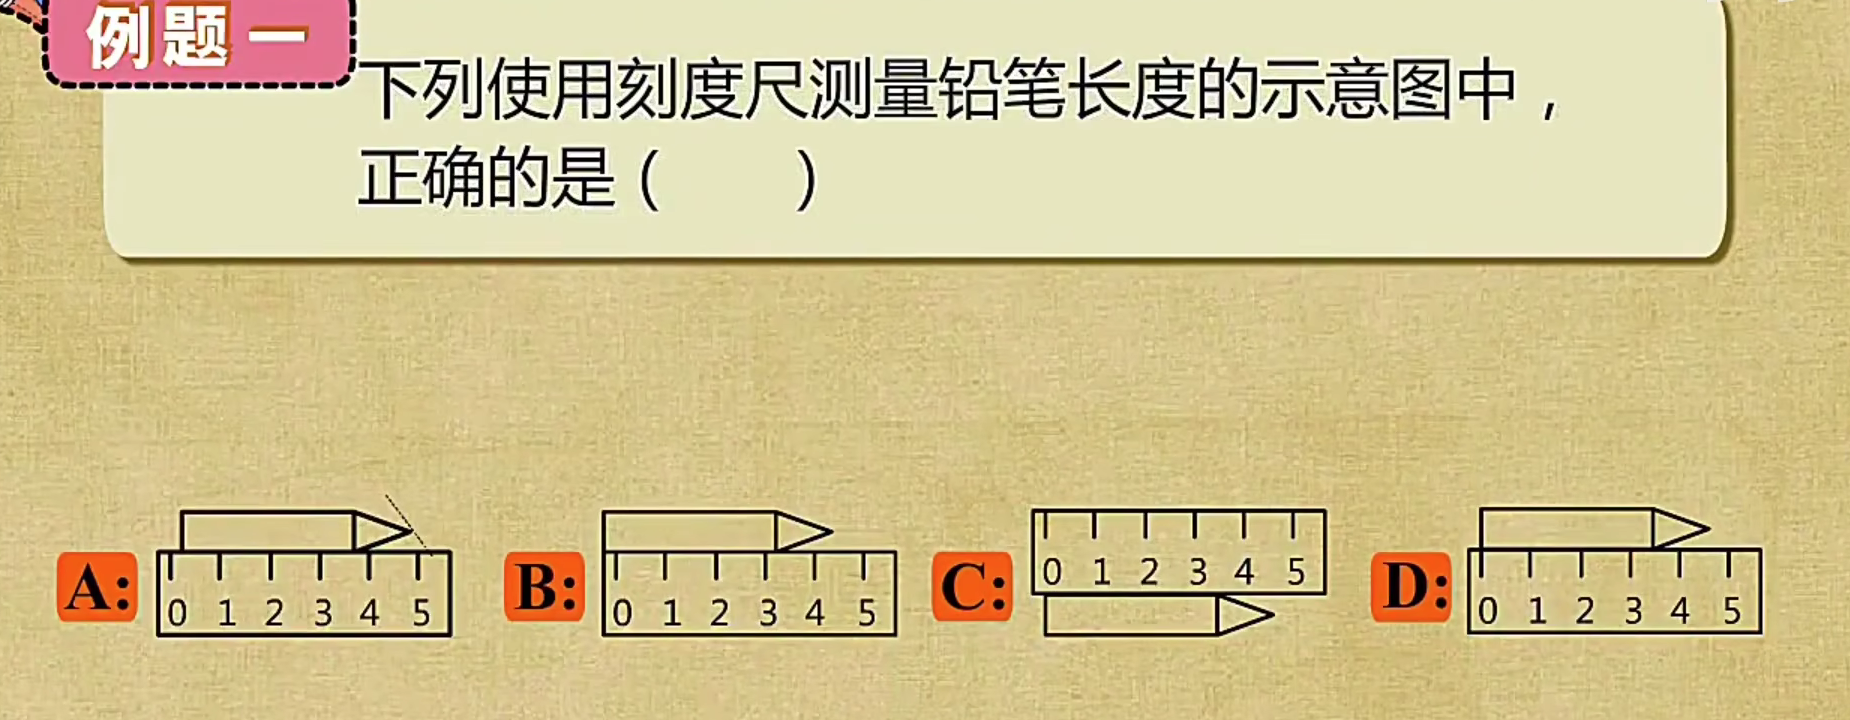 例题一
下列使用刻度尺测量铅笔长度的示意图中，
正确的是（　　）
A: 0 1 2 3 4 5
B: 0 1 2 3 4 5
C: 0 1 2 3 4 5
D: 0 1 2 3 4 5